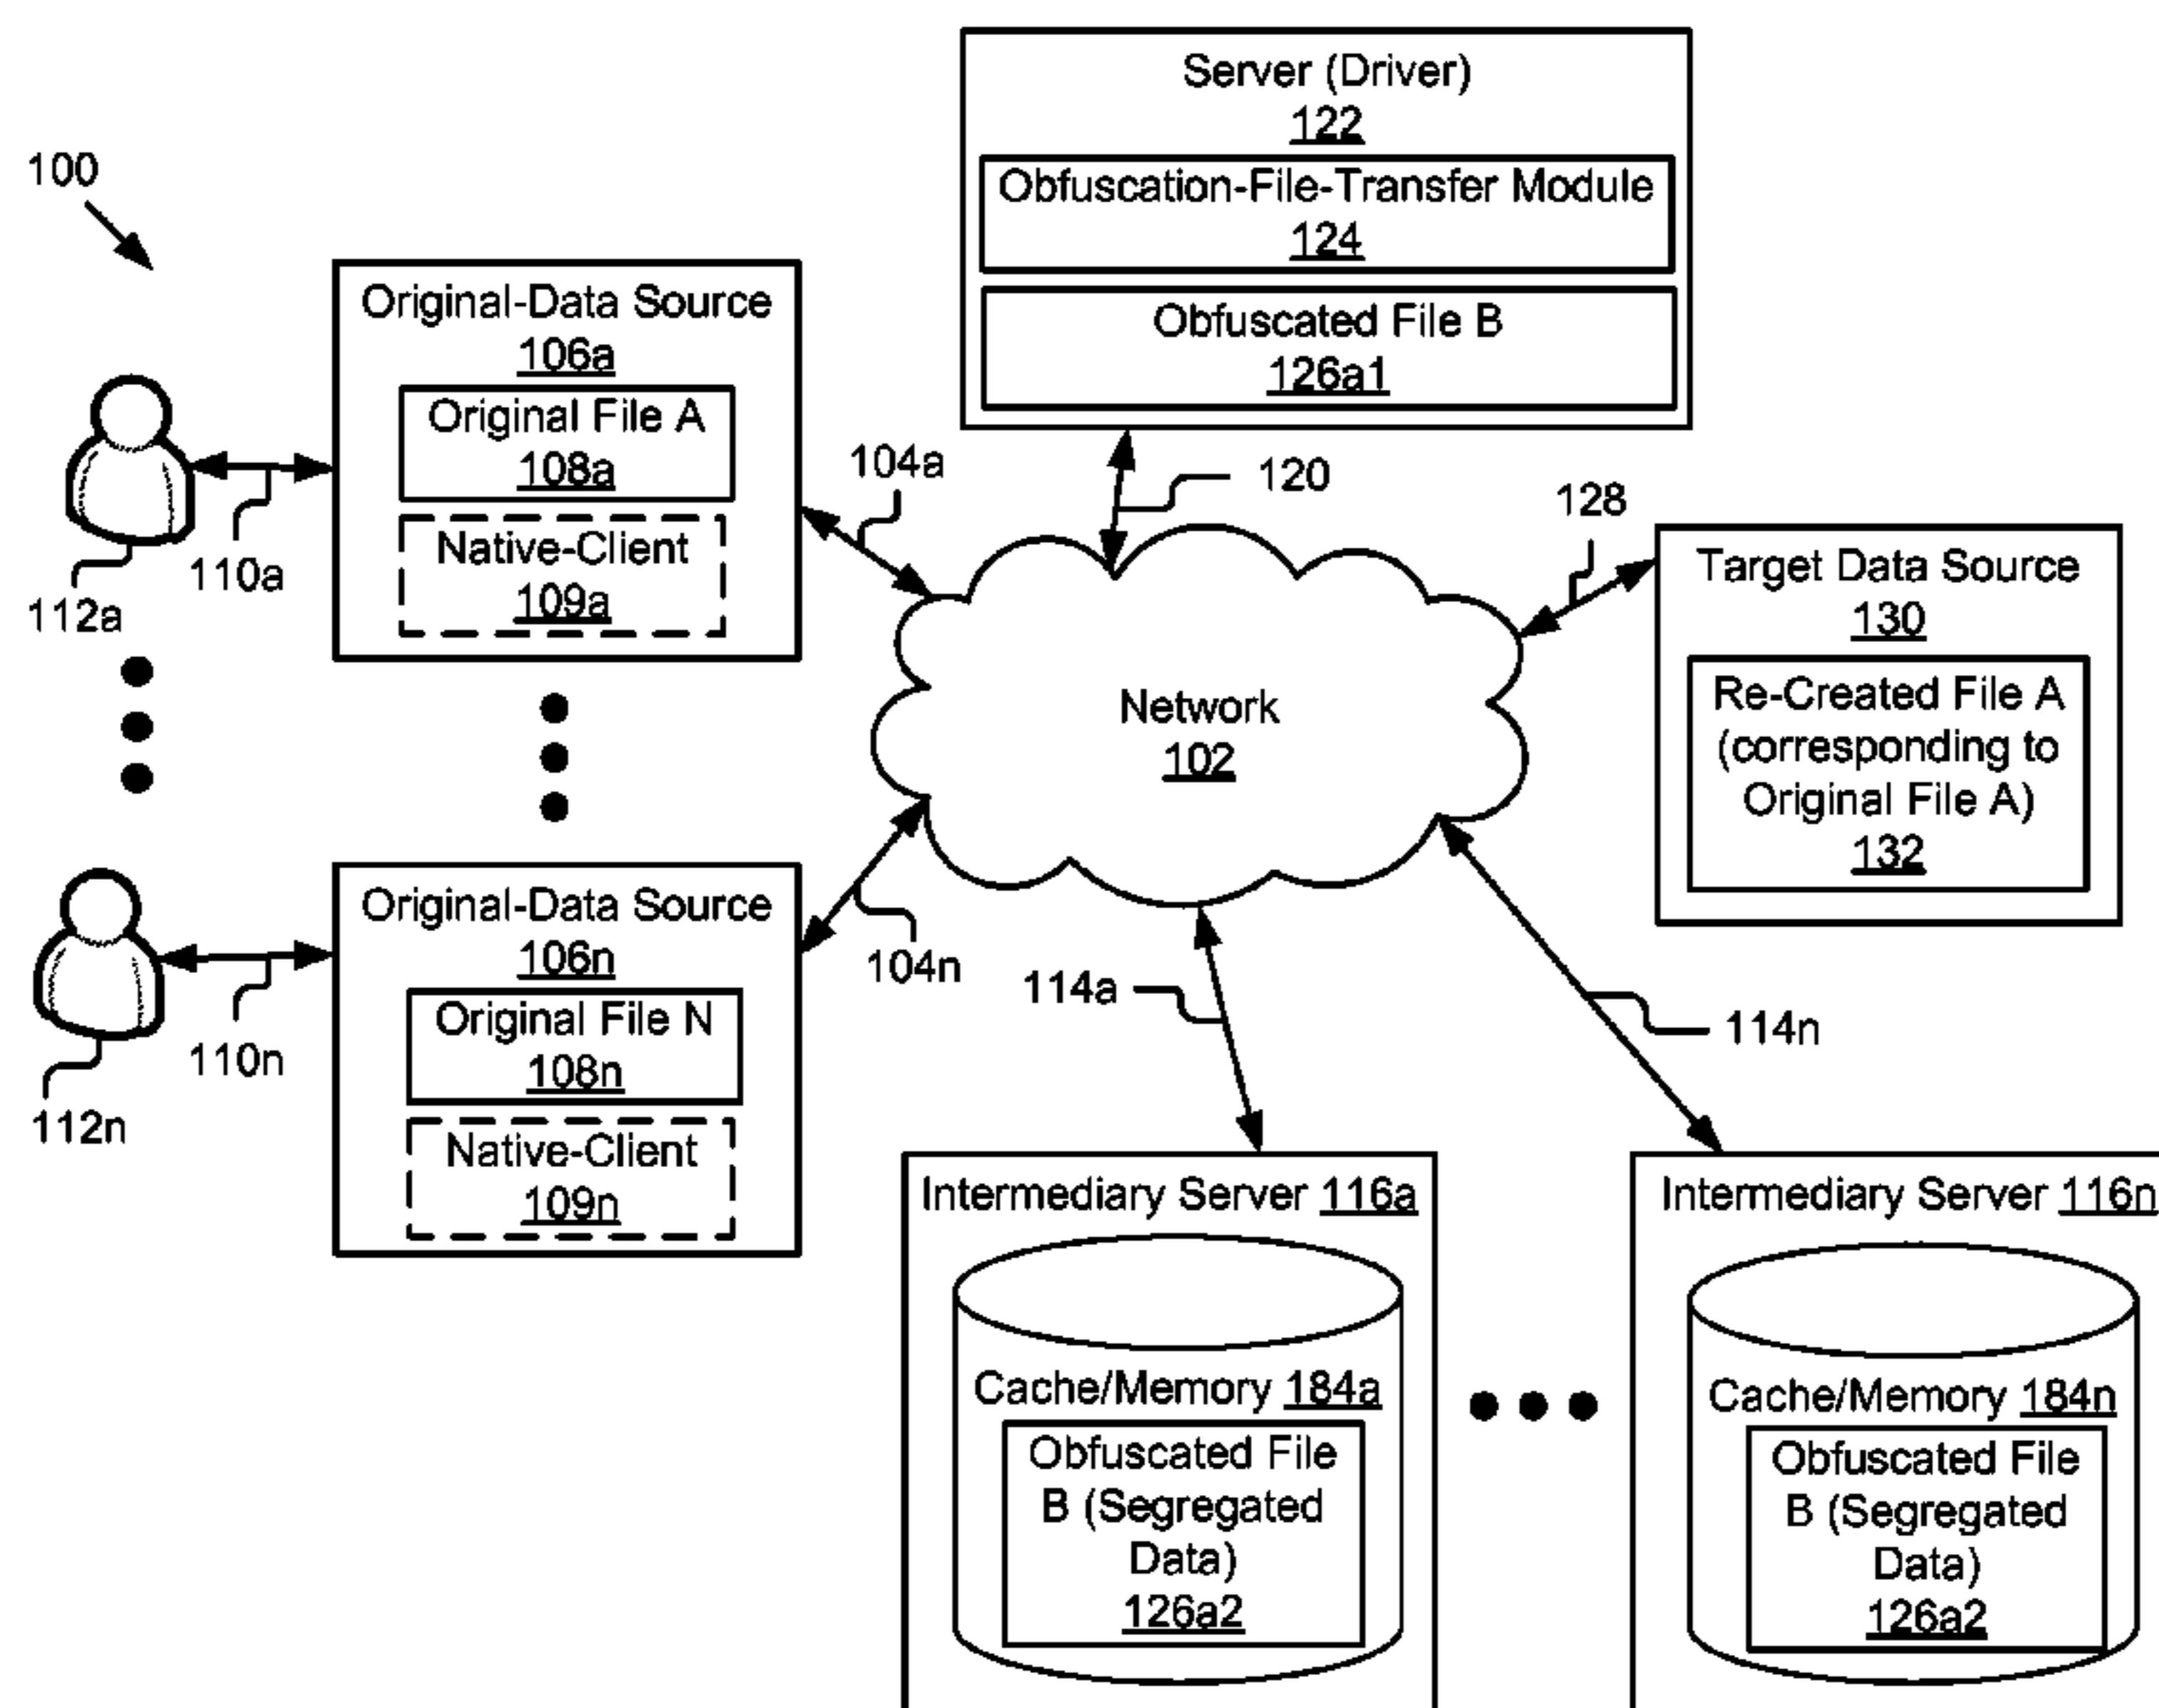 Server (Driver)
122
Obfuscation-File-Transfer Module
124
Obfuscated File B
126a1
100
Original-Data Source
106a
Original File A
108a
Native-Client
109a
110a
112a
104a
120
128
Target Data Source
130
Re-Created File A
(corresponding to
Original File A)
132
Network
102
Original-Data Source
106n
Original File N
108n
Native-Client
109n
110n
112n
104n
114a
114n
Intermediary Server 116a
Cache/Memory 184a
Obfuscated File
B (Segregated
Data)
126a2
Intermediary Server 116n
Cache/Memory 184n
Obfuscated File
B (Segregated
Data)
126a2